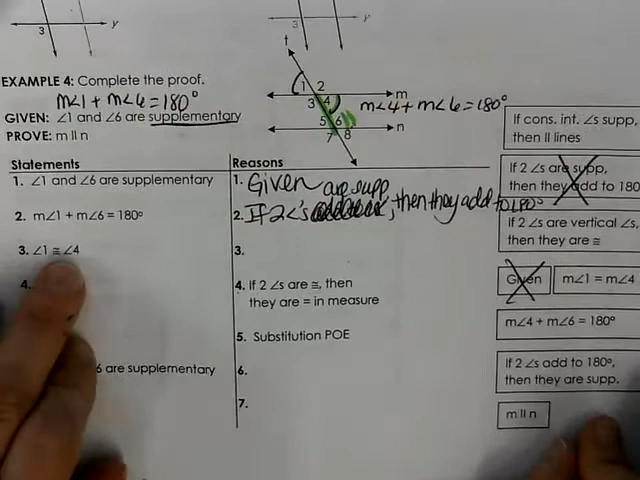 3
y
3
y
t
EXAMPLE 4: Complete the proof.
m∠1 + m∠6 = 180°
GIVEN: ∠1 and ∠6 are supplementary
PROVE: m ll n
1 2
3 4
5 6
7 8
m
n
m∠4 + m∠6 = 180°
Statements
Reasons
1. ∠1 and ∠6 are supplementary
1. Given
2. m∠1 + m∠6 = 180°
are supp
2. If 2∠'s , then they add to 180°
3. ∠1 ≅ ∠4
3.
4.
4. If 2 ∠s are ≅, then
they are = in measure
5. Substitution POE
6 are supplementary
6.
7.
If cons. int. ∠s supp,
then ll lines
If 2 ∠s are supp,
then they add to 180
If 2 ∠s are vertical ∠s,
then they are ≅
Given
m∠1 = m∠4
m∠4 + m∠6 = 180°
If 2 ∠s add to 180°,
then they are supp.
m ll n